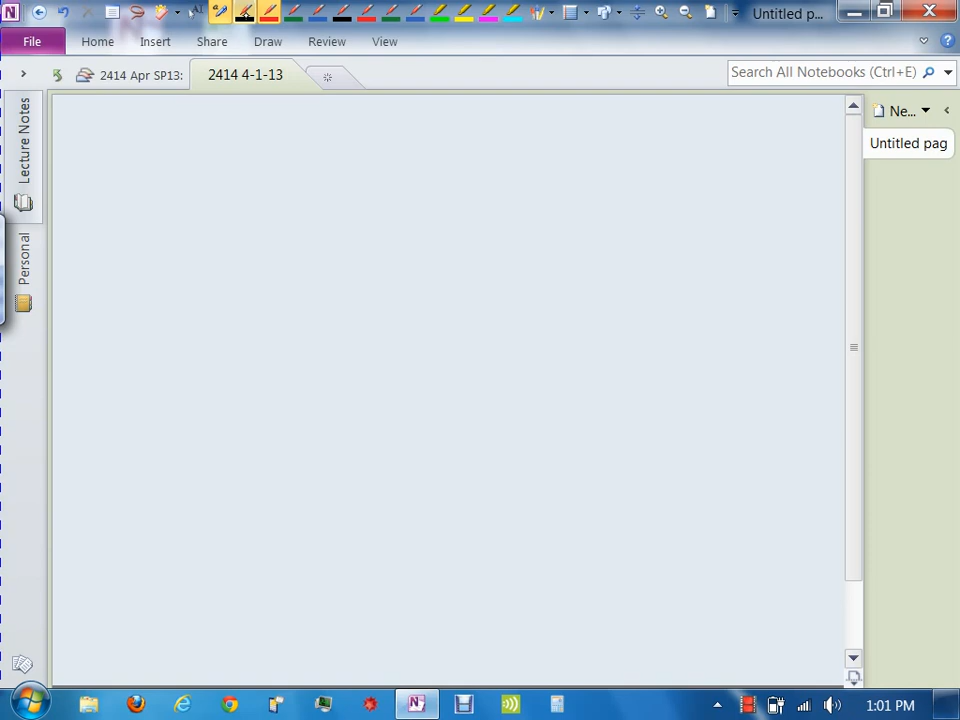 Untitled p...
File Home Insert Share Draw Review View
2414 Apr SP13: 2414 4-1-13 Search All Notebooks (Ctrl+E)
Ne...
Untitled pag
Lecture Notes
Personal
1:01 PM